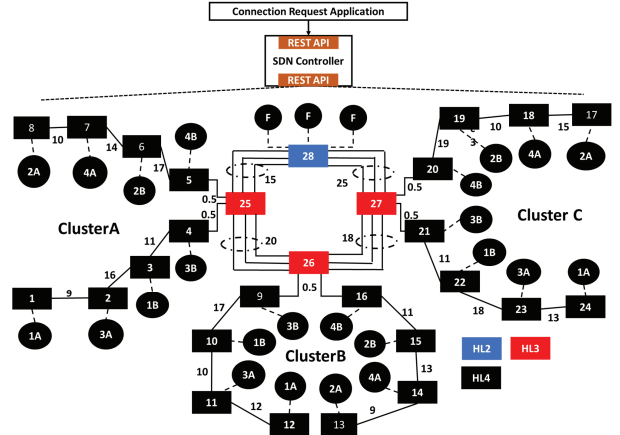 Connection Request Application
REST API
SDN Controller
REST API
F F F
8 10 7 14 6 17 5 4B
2A 4A 2B
28
15 25
19 10 18 15 17
3
19 2B 4A 2A
20 4B
0.5 25 27 0.5
ClusterA
0.5 0.5
Cluster C
4 11 3B
3 16 1B
1 9 2
1A 3A
20 18
26
21 3B
11 1B
22 3A 1A
18 23 13 24
0.5
17 9 16 11
3B 4B
10 1B 2B 15
ClusterB
10 3A 4A 13
11 1A 2A 14
12 12 13 9
HL2 HL3
HL4